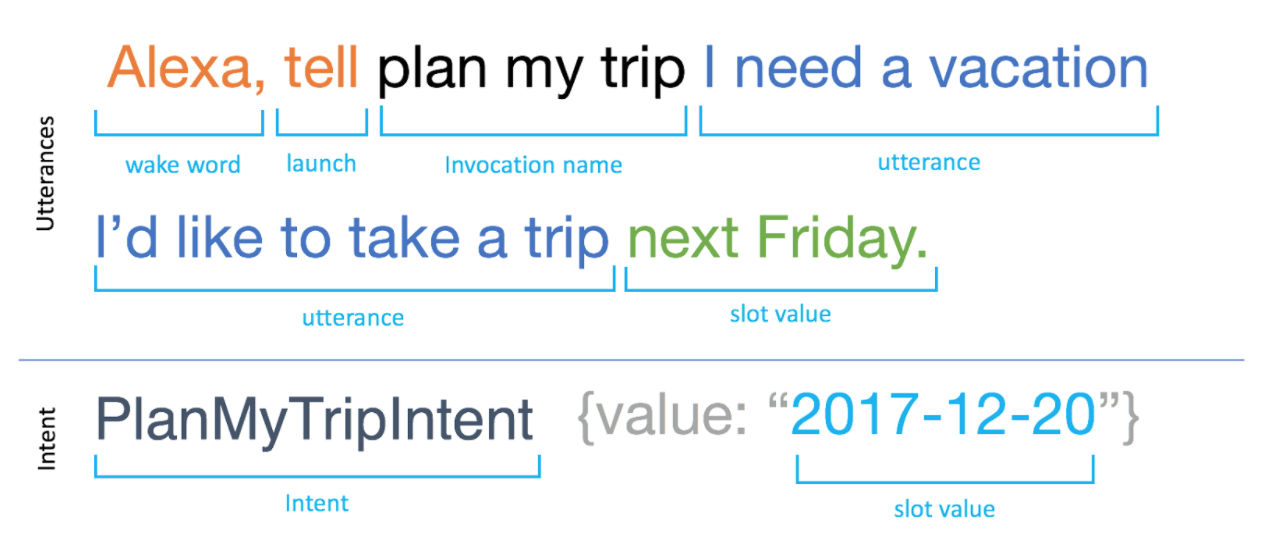 Utterances
Alexa, tell plan my trip I need a vacation
wake word launch Invocation name utterance
I’d like to take a trip next Friday.
utterance slot value
Intent
PlanMyTripIntent {value: “2017-12-20”}
Intent slot value